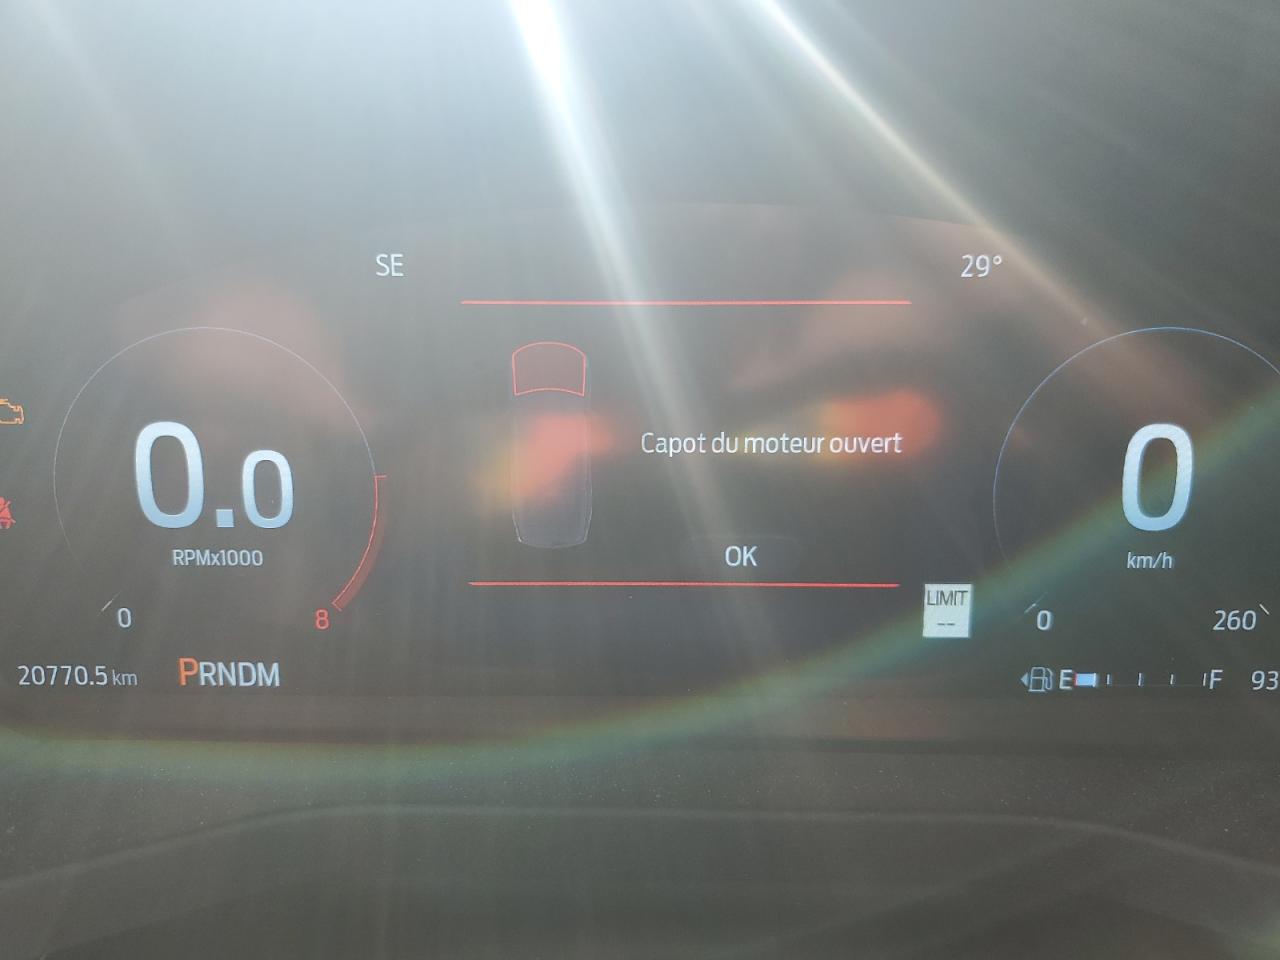 SE
29°
Capot du moteur ouvert
OK
0.0
RPMx1000
0
8
0
km/h
0
260
LIMIT
--
20770.5 km
PRNDM
E
F
93